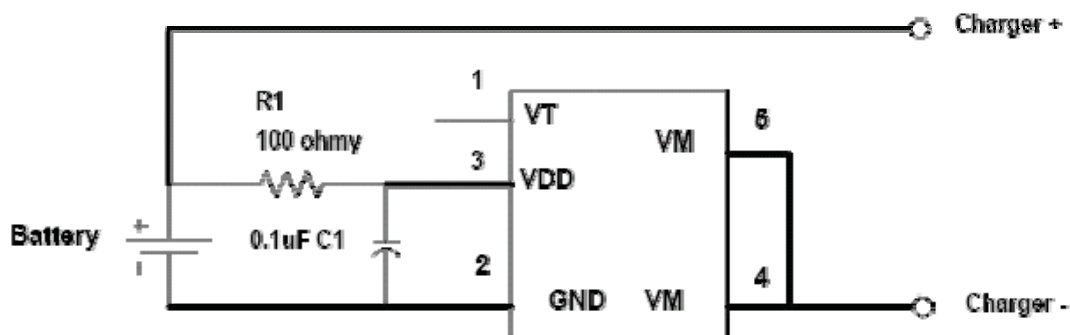 Charger +
1
R1
VT
100 ohmy
VM
5
3
VDD
Battery
+
0.1uF C1
2
GND
VM
4
Charger -